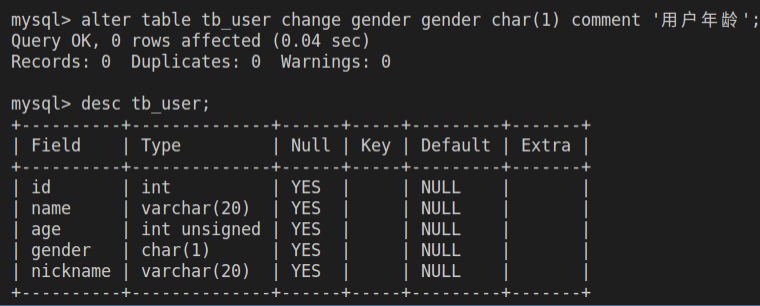 mysql> alter table tb_user change gender gender char(1) comment '用户年龄';
Query OK, 0 rows affected (0.04 sec)
Records: 0  Duplicates: 0  Warnings: 0

mysql> desc tb_user;
+----------+--------------+------+-----+---------+-------+
| Field    | Type         | Null | Key | Default | Extra |
+----------+--------------+------+-----+---------+-------+
| id       | int          | YES  |     | NULL    |       |
| name     | varchar(20)  | YES  |     | NULL    |       |
| age      | int unsigned | YES  |     | NULL    |       |
| gender   | char(1)      | YES  |     | NULL    |       |
| nickname | varchar(20)  | YES  |     | NULL    |       |
+----------+--------------+------+-----+---------+-------+